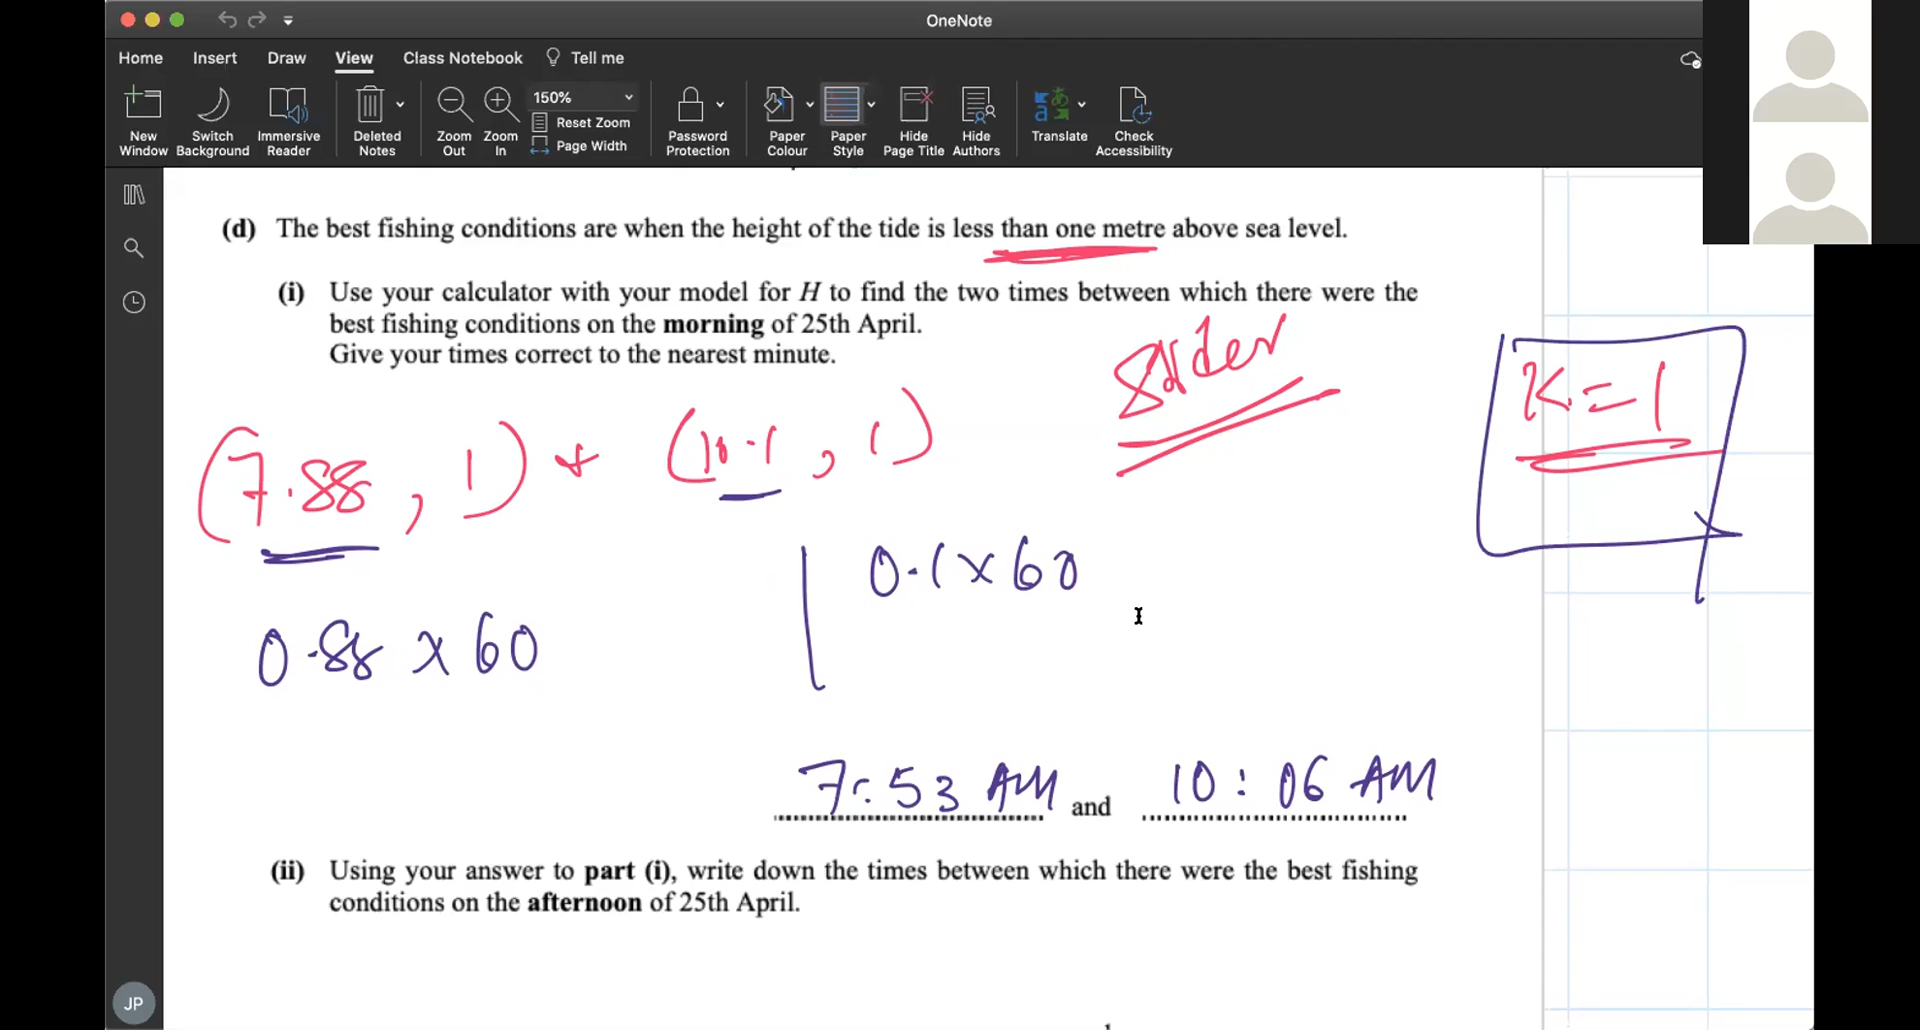 OneNote
Home Insert Draw View Class Notebook Tell me
New Window Switch Background Immersive Reader Deleted Notes Zoom Out Zoom In 150% Reset Zoom Page Width Password Protection Paper Colour Paper Style Hide Page Title Hide Authors Translate Check Accessibility
(d) The best fishing conditions are when the height of the tide is less than one metre above sea level.
(i) Use your calculator with your model for H to find the two times between which there were the
best fishing conditions on the morning of 25th April.
Give your times correct to the nearest minute.
Slider
K=1
(7.88, 1) & (10.1, 1)
0.1 x 60
0.88 x 60
7:53 AM and 10:06 AM
(ii) Using your answer to part (i), write down the times between which there were the best fishing
conditions on the afternoon of 25th April.
JP